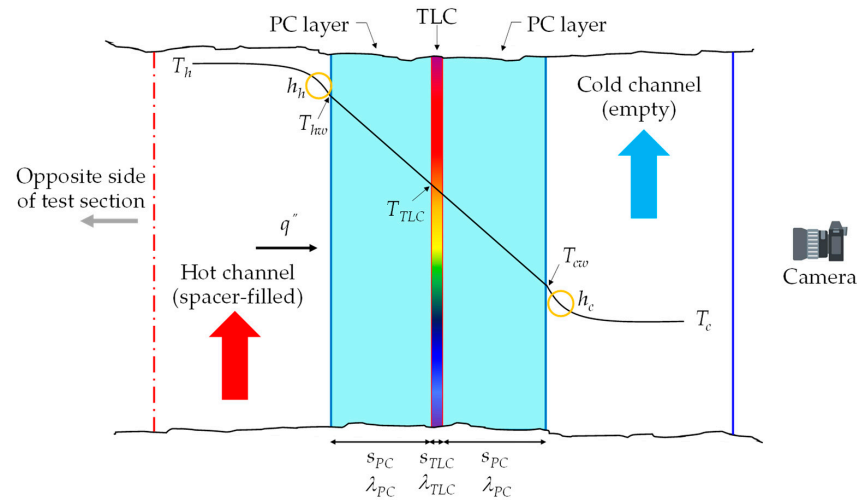 PC layer
TLC
PC layer
T_h
h_h
T_hw
Cold channel
(empty)
Opposite side
of test section
T_TLC
q"
T_cw
Hot channel
(spacer-filled)
h_c
T_c
Camera
s_PC s_TLC s_PC
λ_PC λ_TLC λ_PC